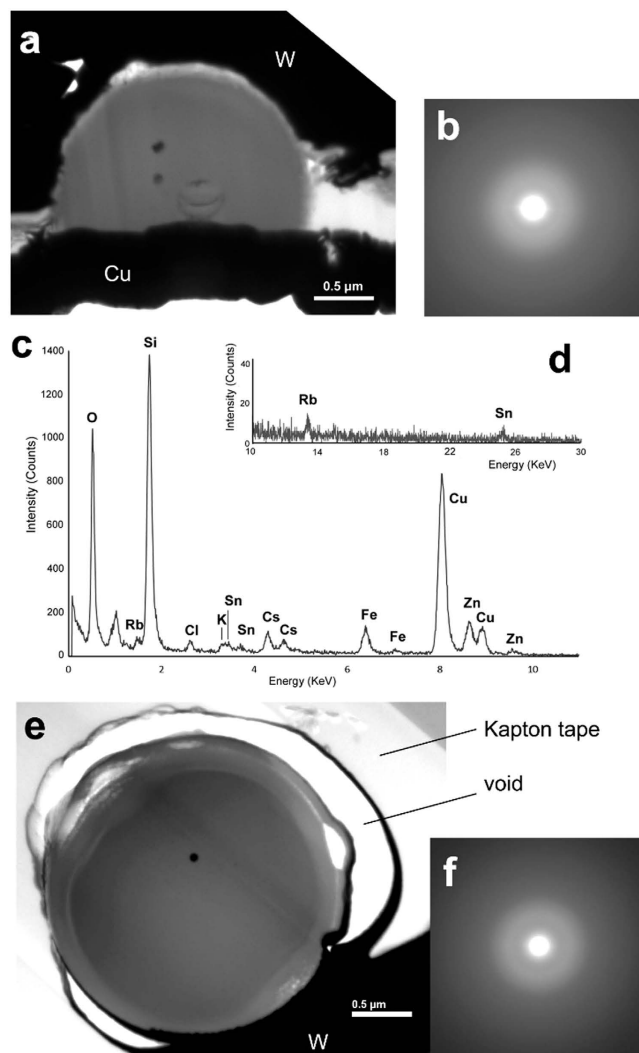 a
W
Cu
0.5 µm
b
c
Intensity (Counts)
1400
1200
1000
800
600
400
200
0
O
Rb
Si
Cl
K
Sn
Sn
Cs
Cs
Fe
Fe
Cu
Zn
Cu
Zn
0 2 4 6 8 10
Energy (KeV)
d
Intensity (Counts)
40
20
0
Rb
Sn
10 14 18 22 26 30
Energy (KeV)
e
Kapton tape
void
0.5 µm
W
f